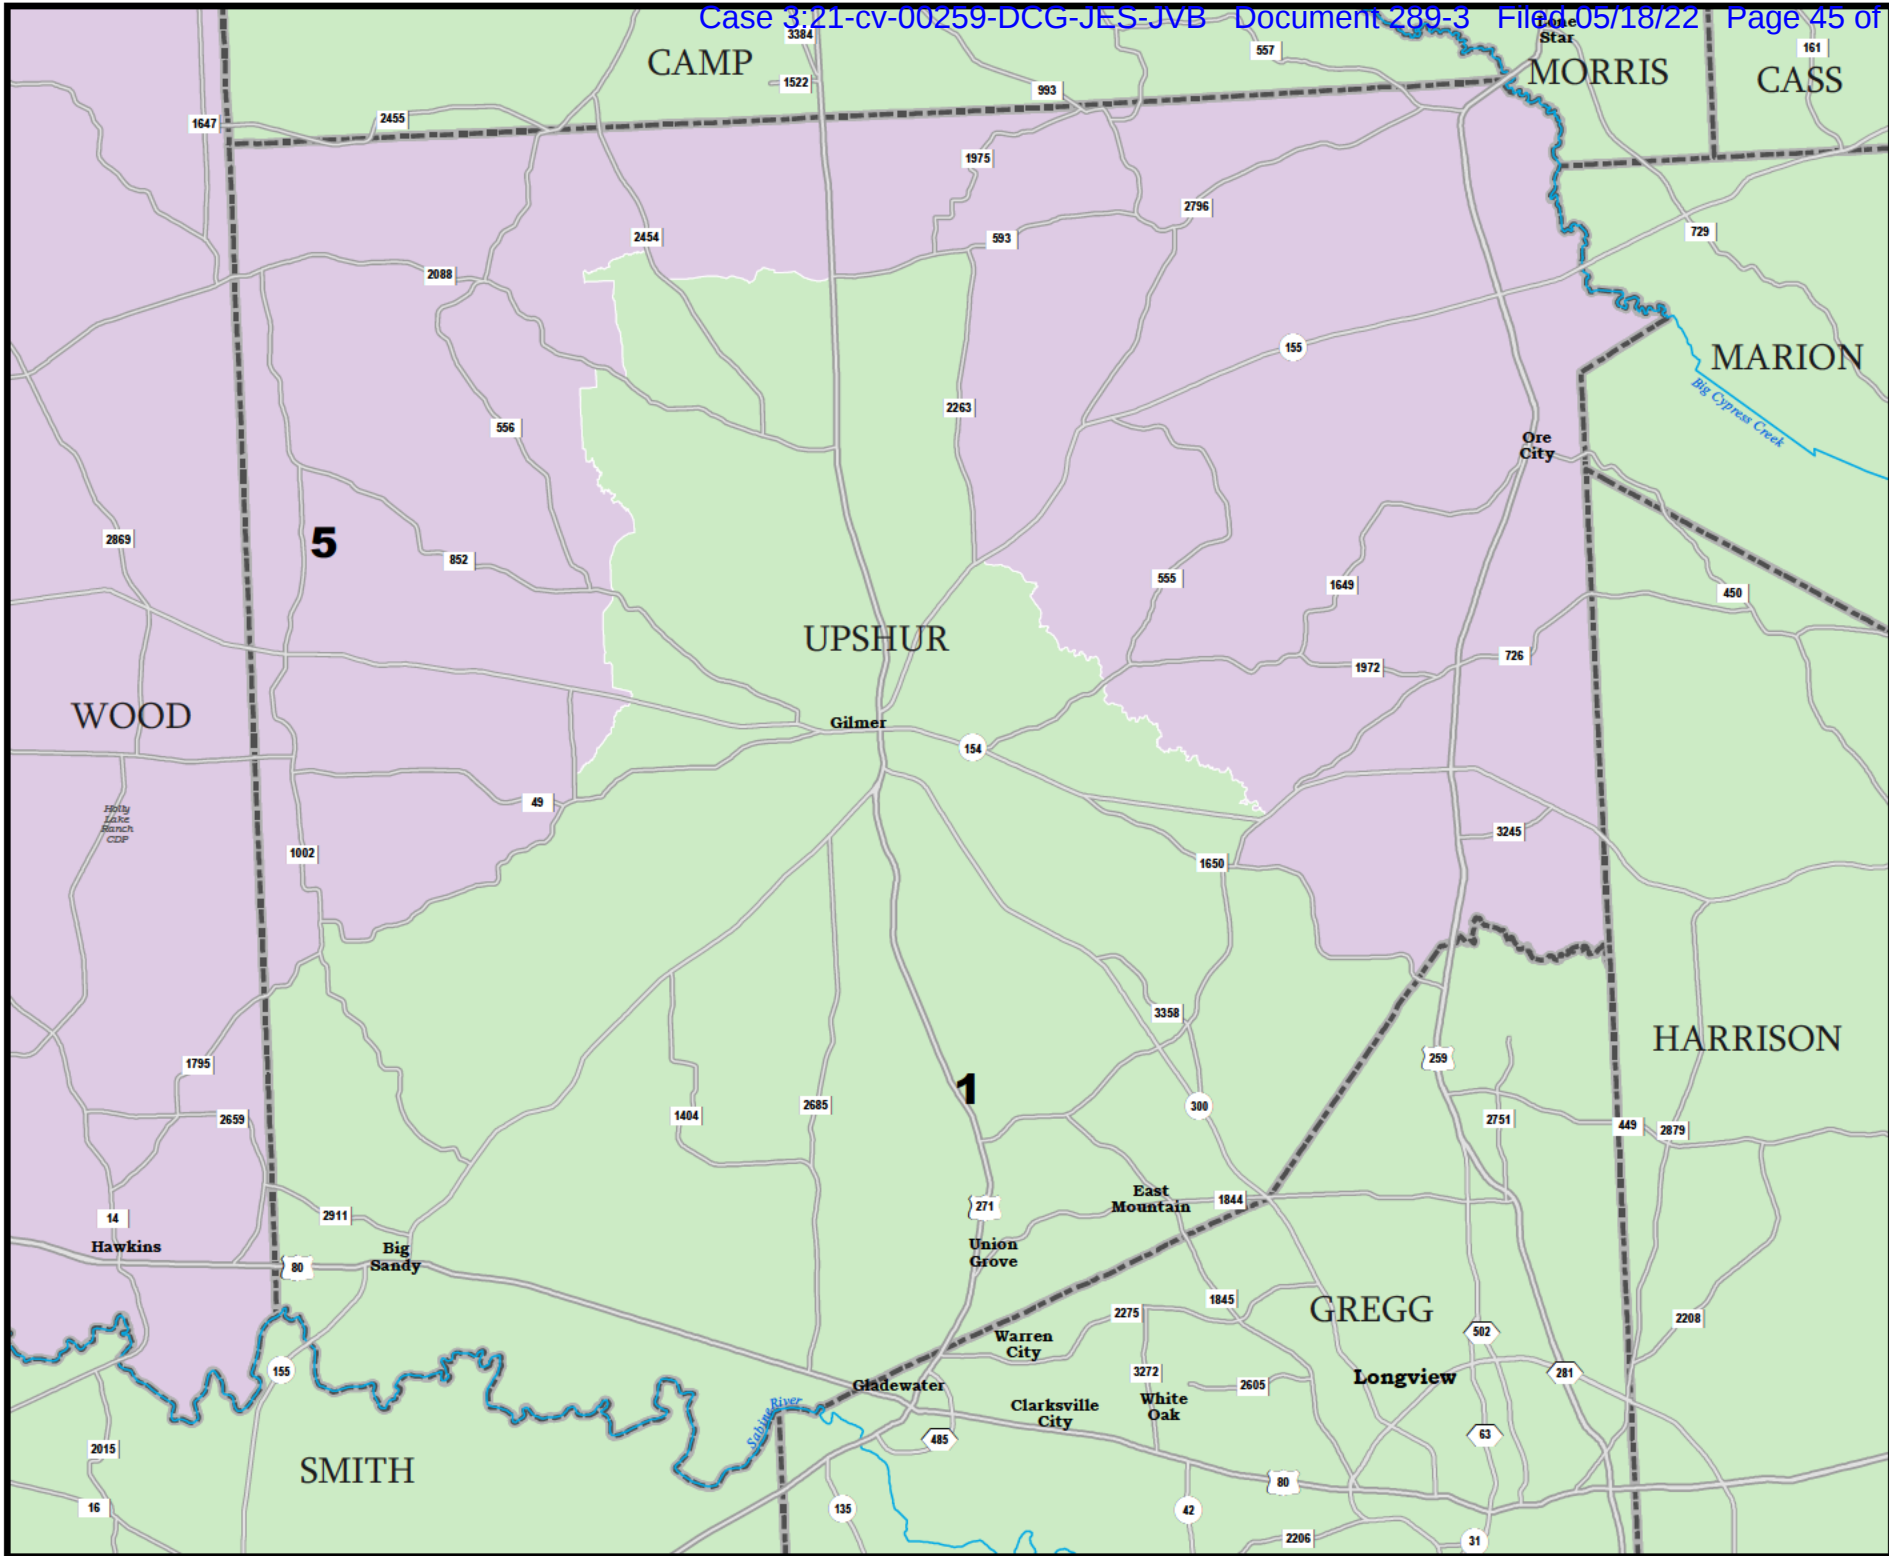 Case 3:21-cv-00259-DCG-JES-JVB Document 289-3 Filed 05/18/22 Page 45 of
3384
Lone
Star
CAMP
557
161
1522
MORRIS
CASS
993
1647
2455
1975
2796
2454
593
729
2088
155
MARION
Big Cypress Creek
2263
556
Ore
City
2869
5
852
555
1649
450
UPSHUR
1972
726
WOOD
Gilmer
154
49
Holly
Lake
Ranch
CDP
3245
1002
1650
3358
HARRISON
259
1795
1
2659
1404
2685
300
2751
449
2879
14
2911
271
East
Mountain
1844
Hawkins
80
Big
Sandy
Union
Grove
1845
GREGG
2275
502
2208
Warren
City
155
3272
2605
Longview
281
Gladewater
Sabine River
Clarksville
City
White
Oak
485
63
2015
SMITH
80
16
135
42
2206
31